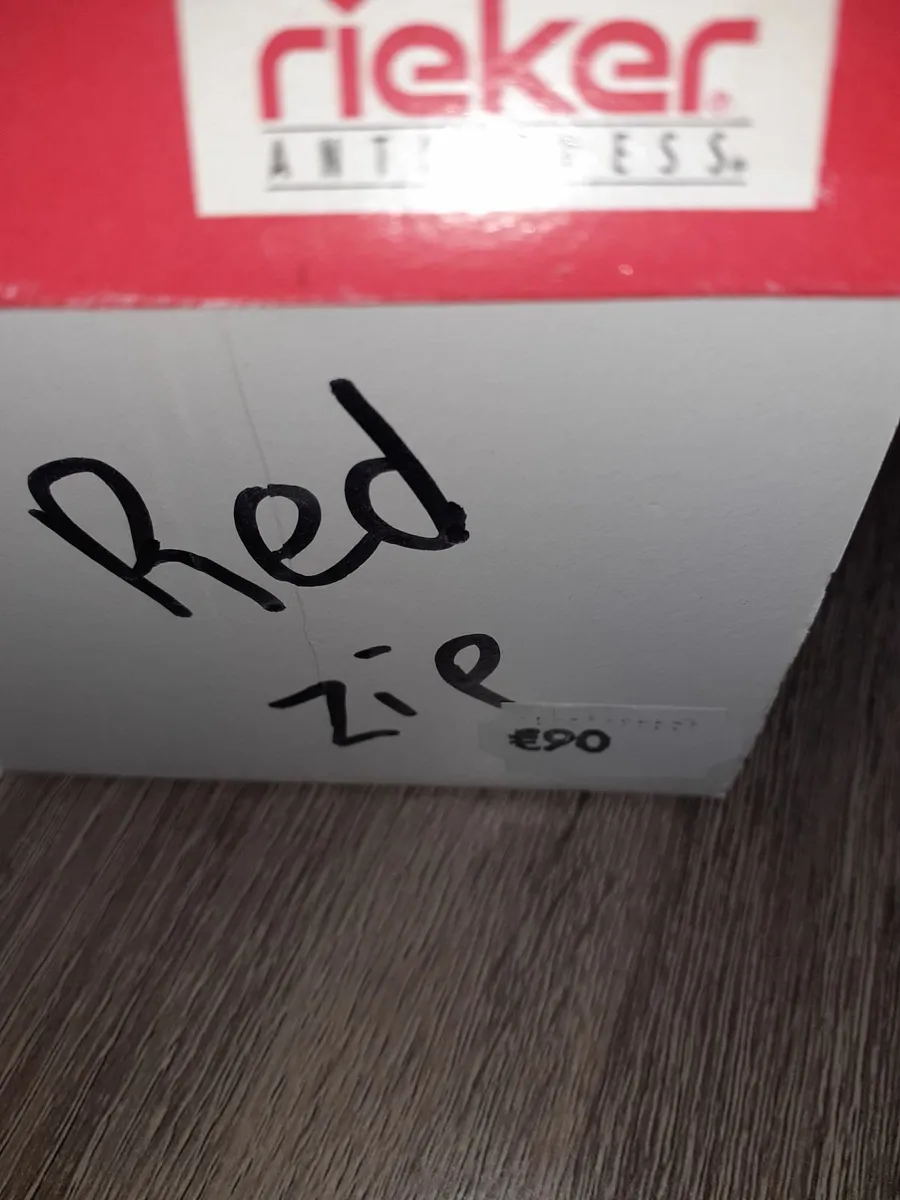 rieker
Red
zip
€90